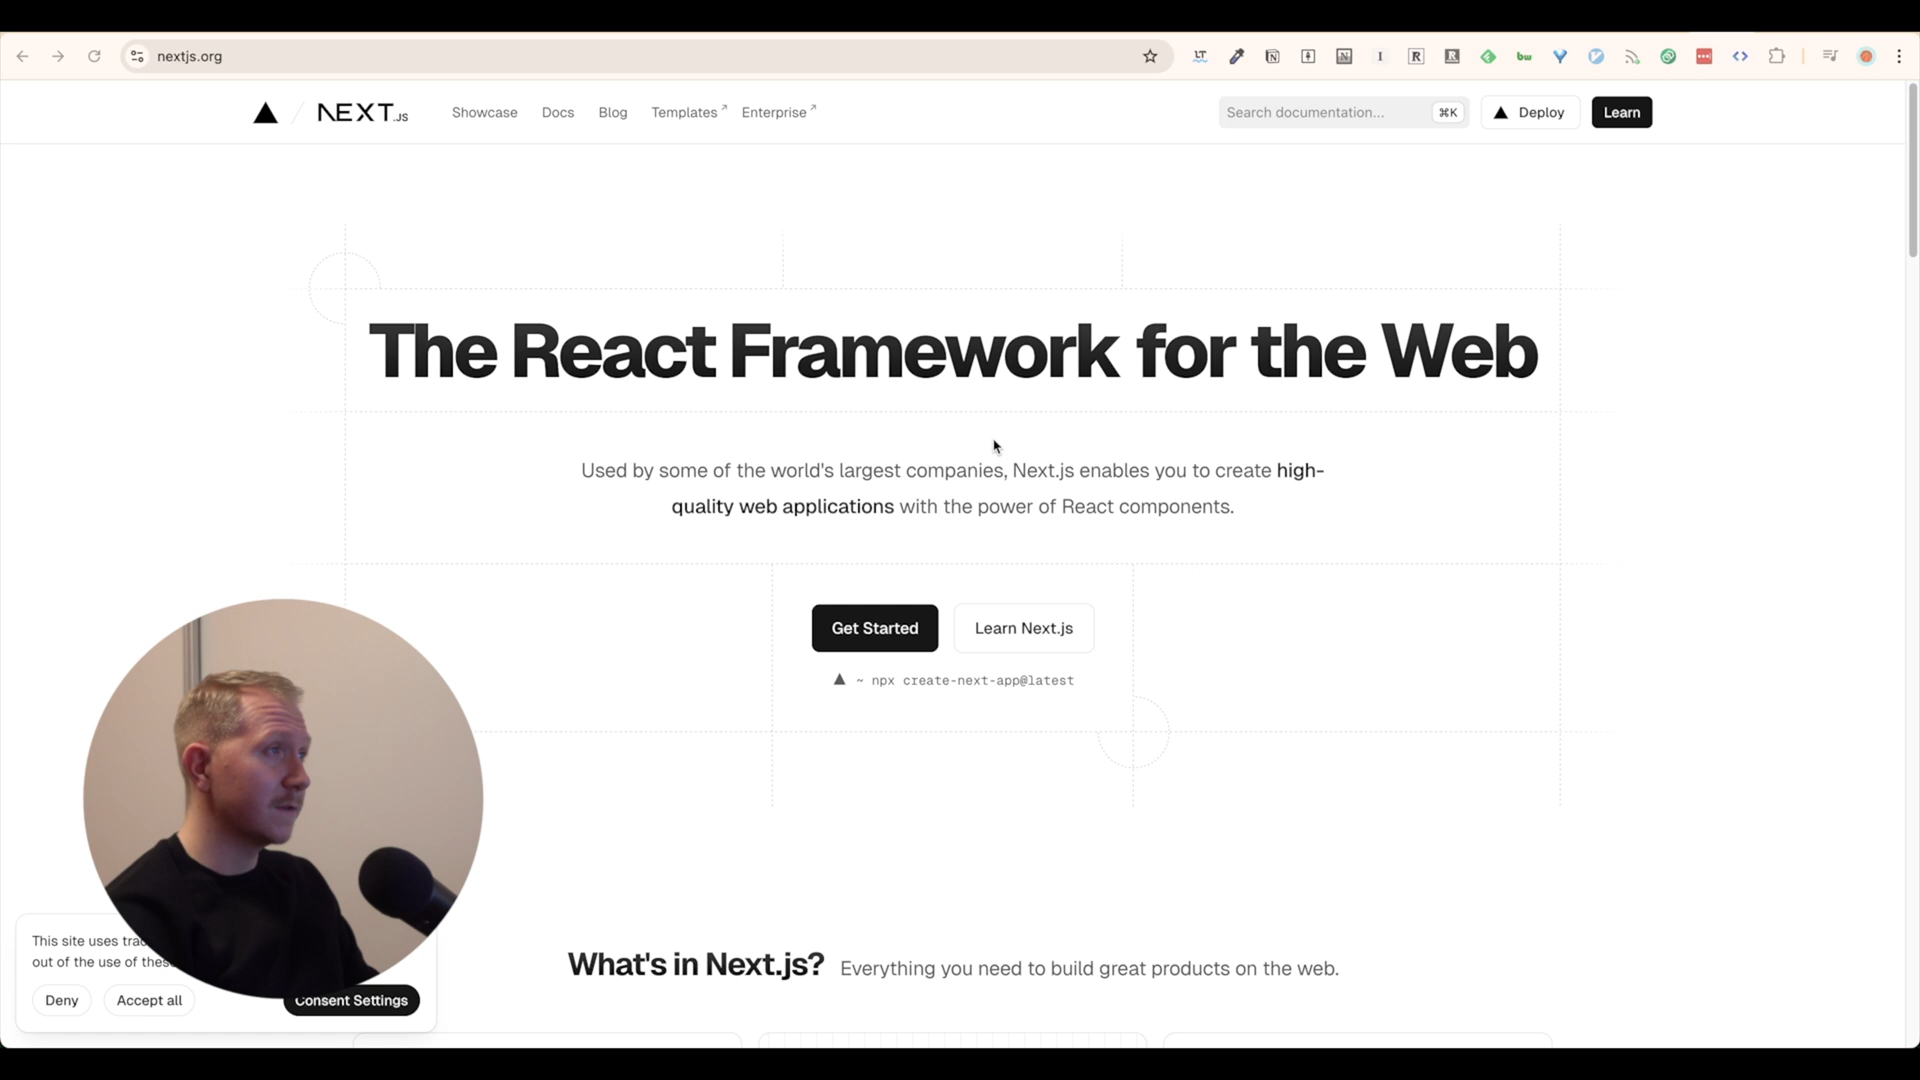 nextjs.org
NEXT.JS
Showcase
Docs
Blog
Templates
Enterprise
Search documentation...
⌘K
Deploy
Learn
The React Framework for the Web
Used by some of the world's largest companies, Next.js enables you to create high-
quality web applications with the power of React components.
Get Started
Learn Next.js
~ npx create-next-app@latest
This site uses
out of the use of
Deny
Accept all
Consent Settings
What's in Next.js? Everything you need to build great products on the web.